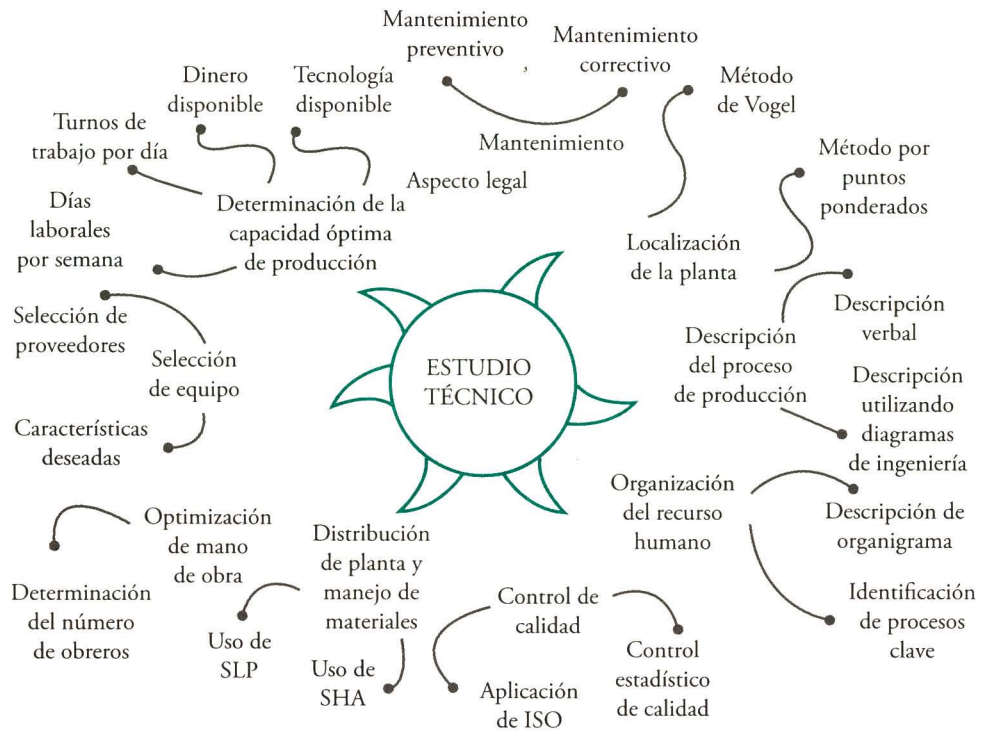 Mantenimiento
preventivo
Mantenimiento
correctivo
Mantenimiento
Dinero
disponible
Tecnología
disponible
Método
de Vogel
Turnos de
trabajo por día
Días
laborales
por semana
Determinación de la
capacidad óptima
de producción
Aspecto legal
Método por
puntos
ponderados
Localización
de la planta
Selección de
proveedores
Selección
de equipo
Características
deseadas
ESTUDIO
TÉCNICO
Descripción
verbal
Descripción
del proceso
de producción
Descripción
utilizando
diagramas
de ingeniería
Organización
del recurso
humano
Descripción de
organigrama
Identificación
de procesos
clave
Optimización
de mano
de obra
Determinación
del número
de obreros
Distribución
de planta y
manejo de
materiales
Uso de
SLP
Uso de
SHA
Control de
calidad
Aplicación
de ISO
Control
estadístico
de calidad